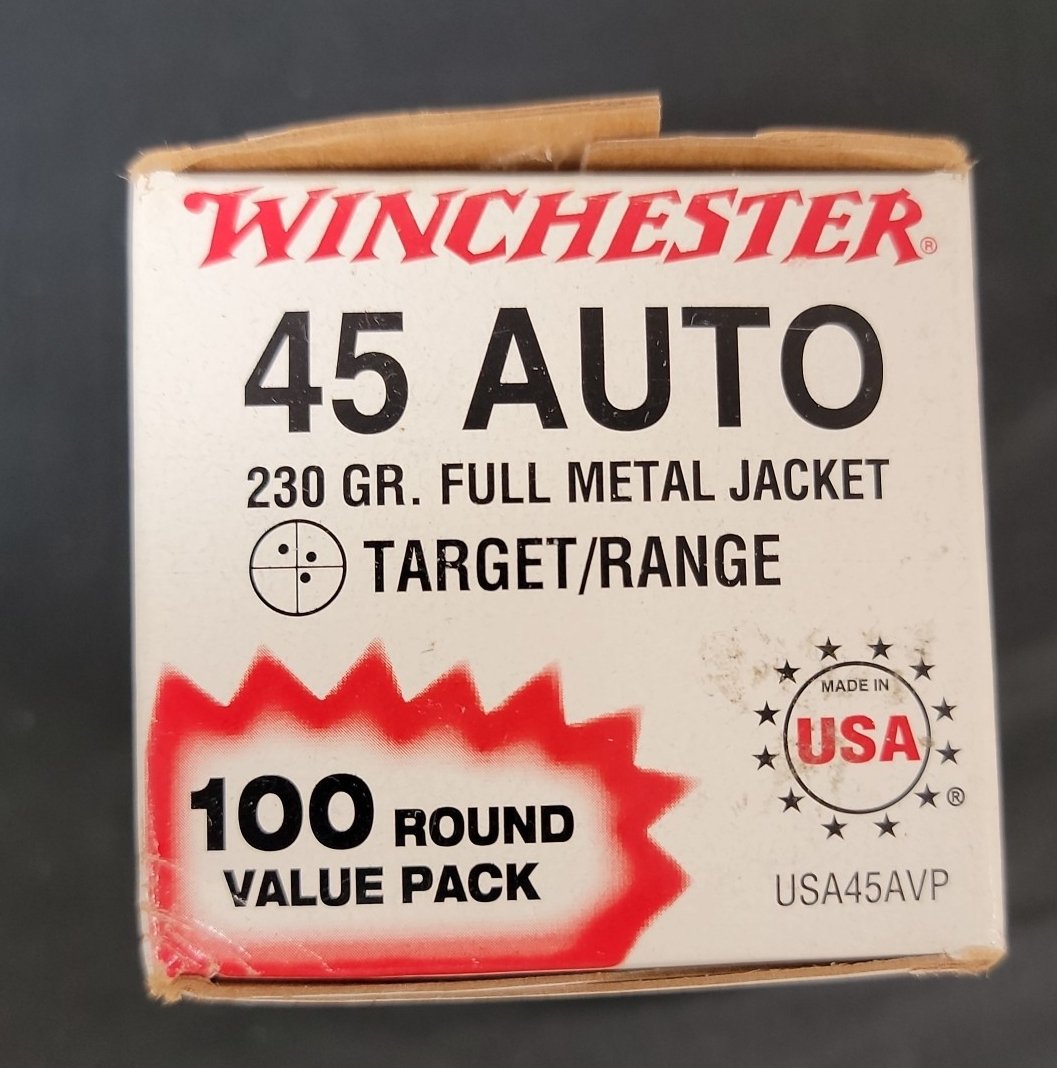 WINCHESTER®
45 AUTO
230 GR. FULL METAL JACKET
TARGET/RANGE
100 ROUND
VALUE PACK
MADE IN
USA
®
USA45AVP